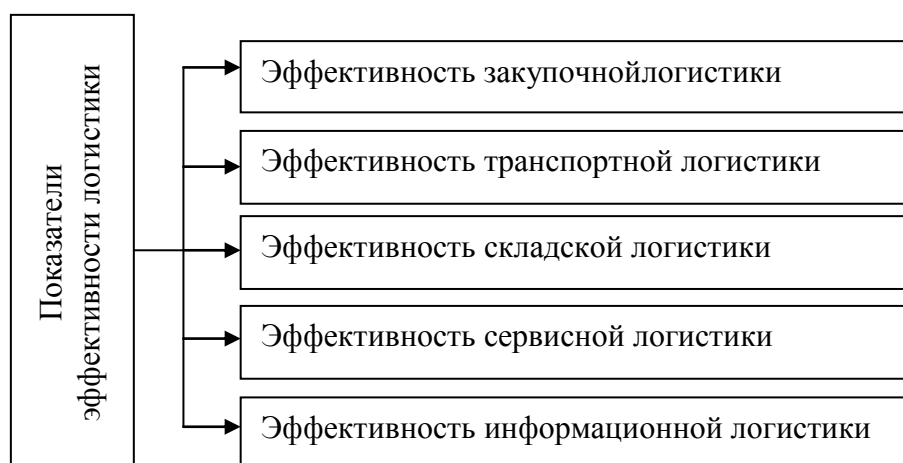 Показатели
эффективности логистики
Эффективность закупочнойлогистики
Эффективность транспортной логистики
Эффективность складской логистики
Эффективность сервисной логистики
Эффективность информационной логистики